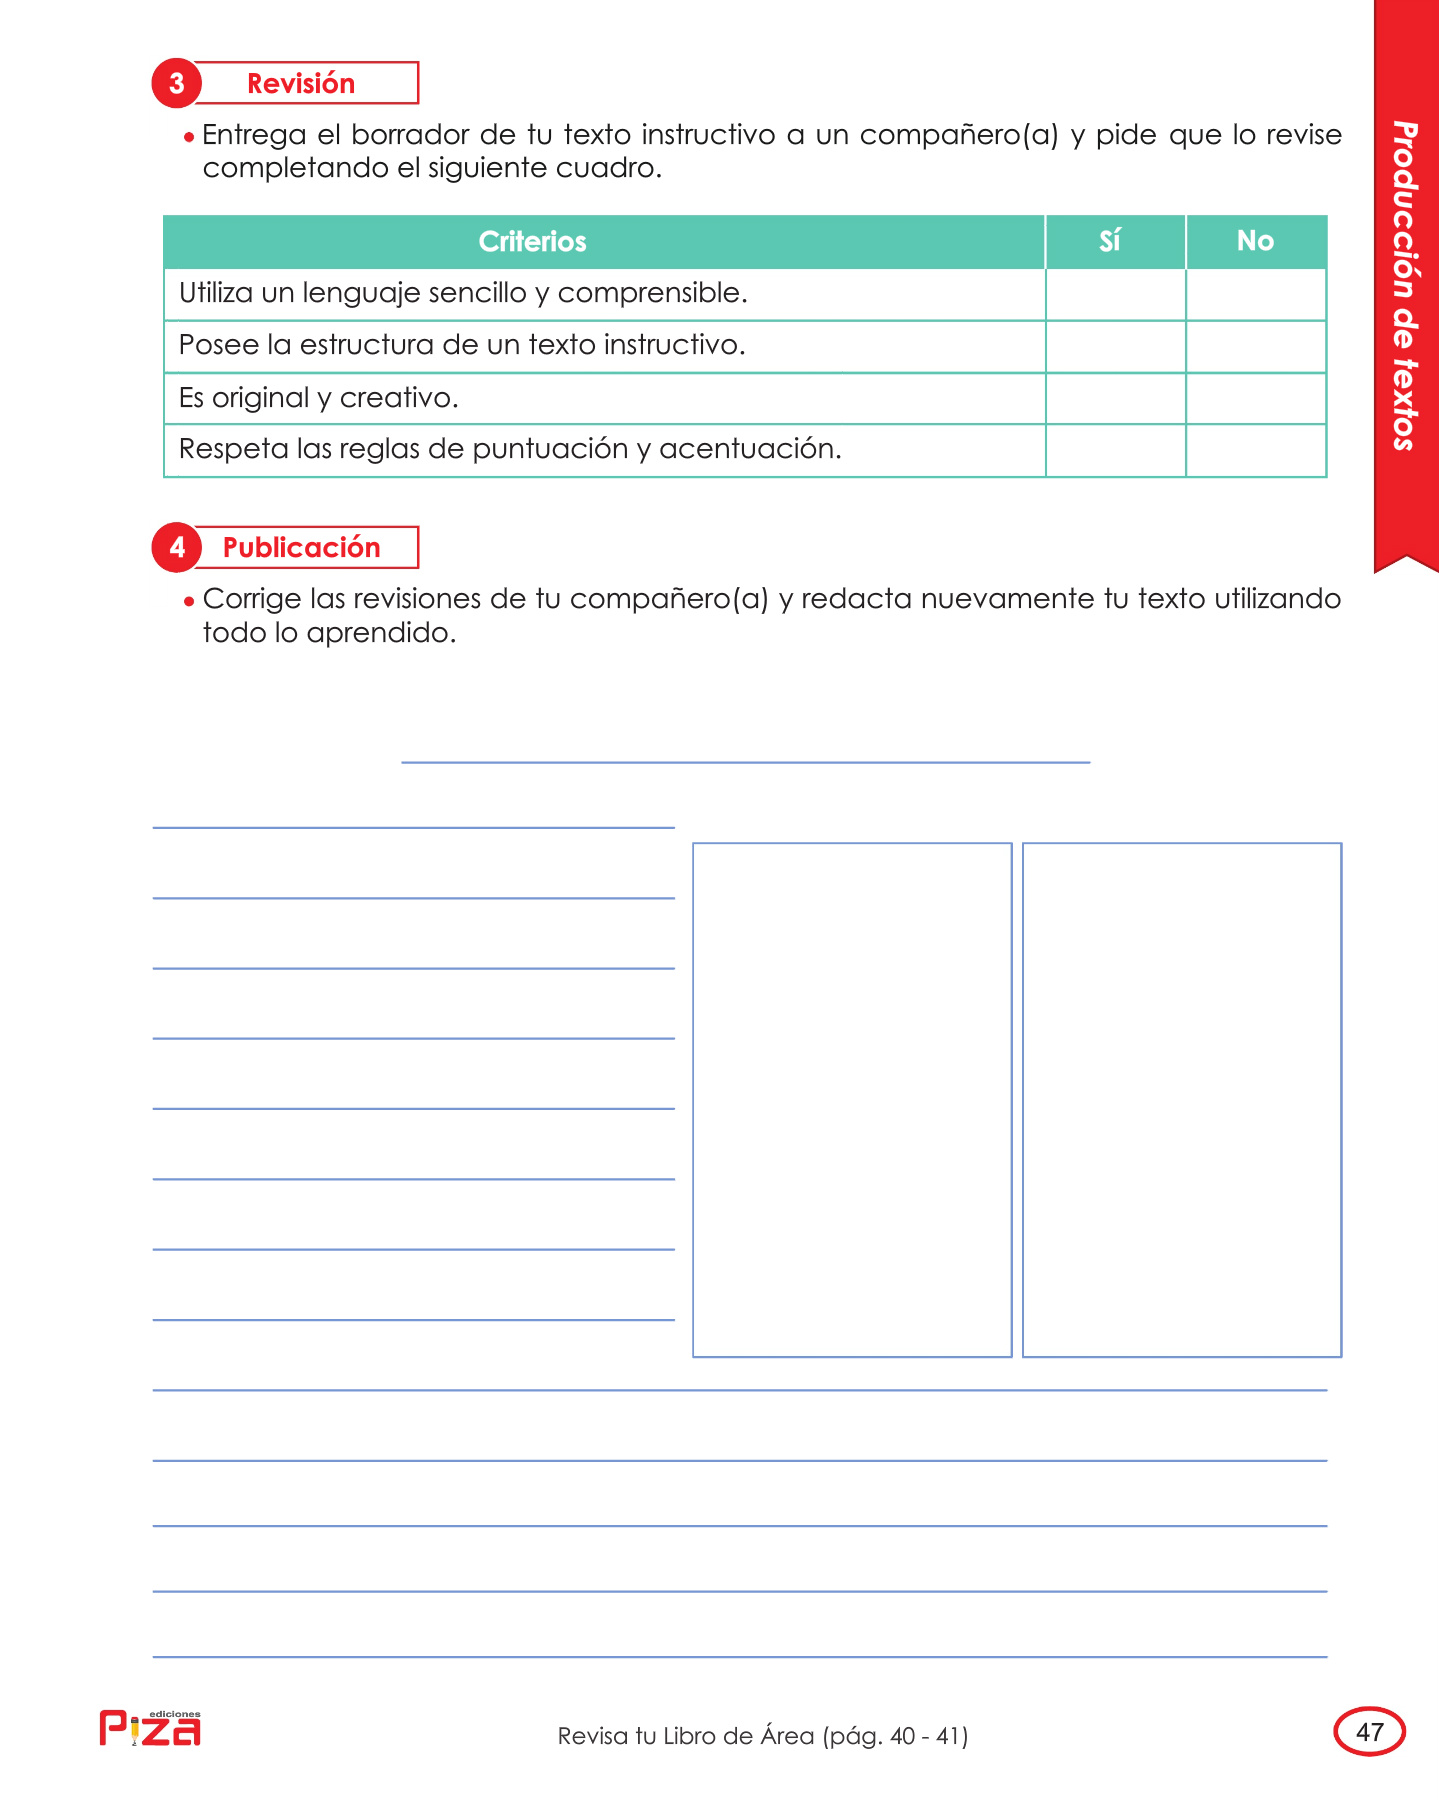 3 Revisión
Entrega el borrador de tu texto instructivo a un compañero(a) y pide que lo revise
completando el siguiente cuadro.
Criterios Sí No
Utiliza un lenguaje sencillo y comprensible.
Posee la estructura de un texto instructivo.
Es original y creativo.
Respeta las reglas de puntuación y acentuación.
4 Publicación
Corrige las revisiones de tu compañero(a) y redacta nuevamente tu texto utilizando
todo lo aprendido.
Producción de textos
ediciones
Piza
Revisa tu Libro de Área (pág. 40 - 41)
47